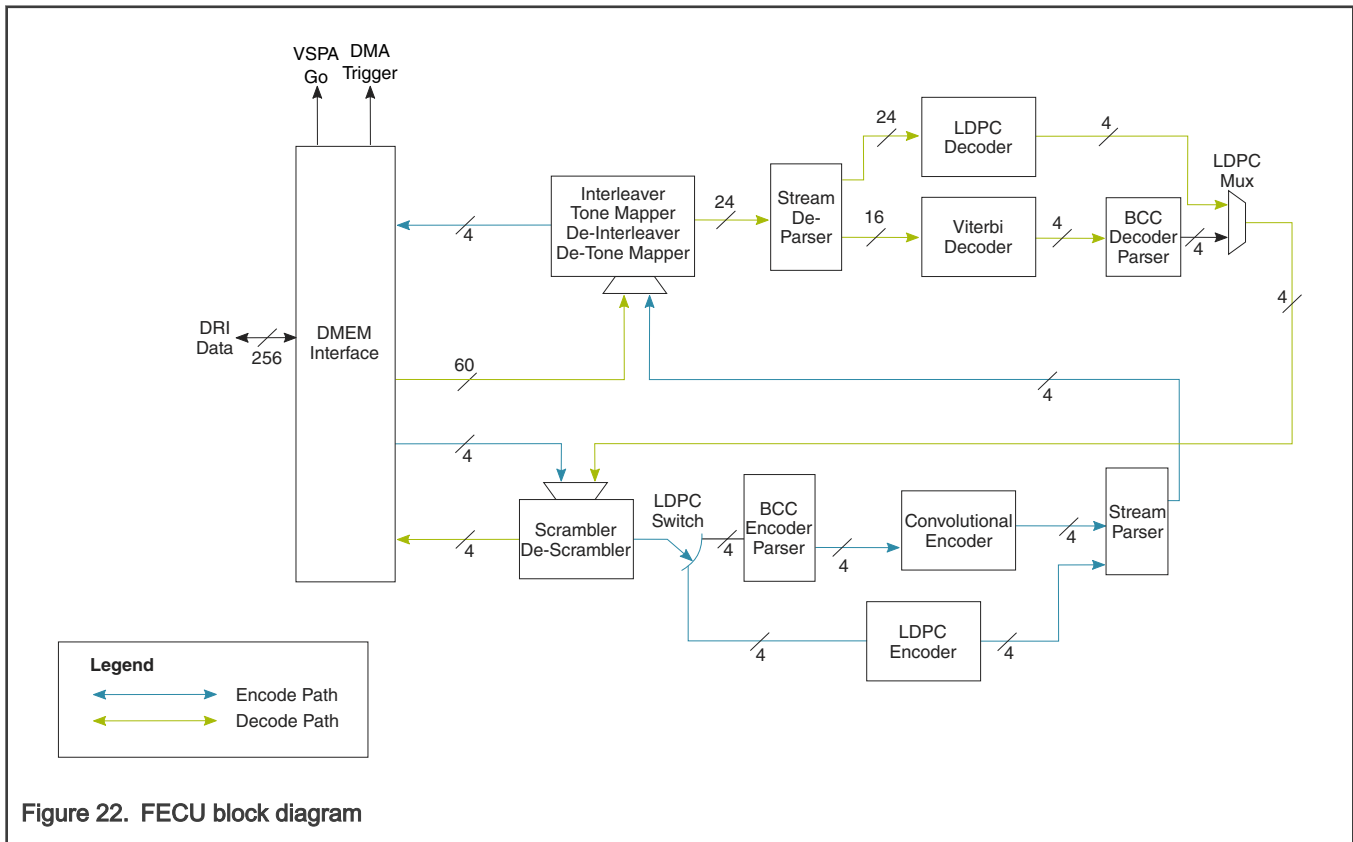 VSPA
Go
DMA
Trigger
24
LDPC
Decoder
4
LDPC
Mux
Interleaver
Tone Mapper
De-Interleaver
De-Tone Mapper
24
Stream
De-
Parser
16
Viterbi
Decoder
4
BCC
Decoder
Parser
4
4
4
DRI
Data
256
DMEM
Interface
60
4
4
Scrambler
De-Scrambler
LDPC
Switch
4
BCC
Encoder
Parser
4
Convolutional
Encoder
4
Stream
Parser
4
4
LDPC
Encoder
4
Legend
Encode Path
Decode Path
Figure 22. FECU block diagram